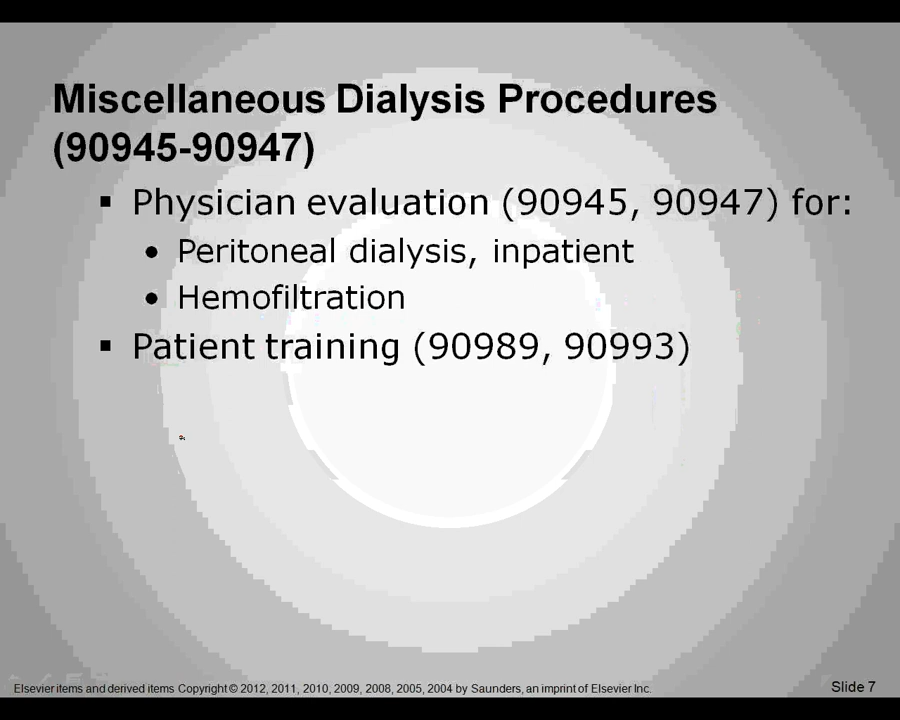 Miscellaneous Dialysis Procedures
(90945-90947)
▪ Physician evaluation (90945, 90947) for:
• Peritoneal dialysis, inpatient
• Hemofiltration
▪ Patient training (90989, 90993)
Elsevier items and derived items Copyright © 2012, 2011, 2010, 2009, 2008, 2005, 2004 by Saunders, an imprint of Elsevier Inc.
Slide 7